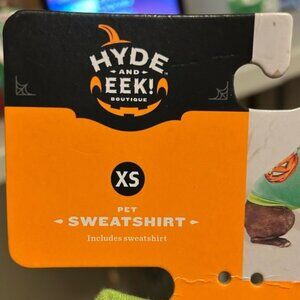 HYDE
AND
EEK!
BOUTIQUE
XS
PET
SWEATSHIRT
Includes sweatshirt